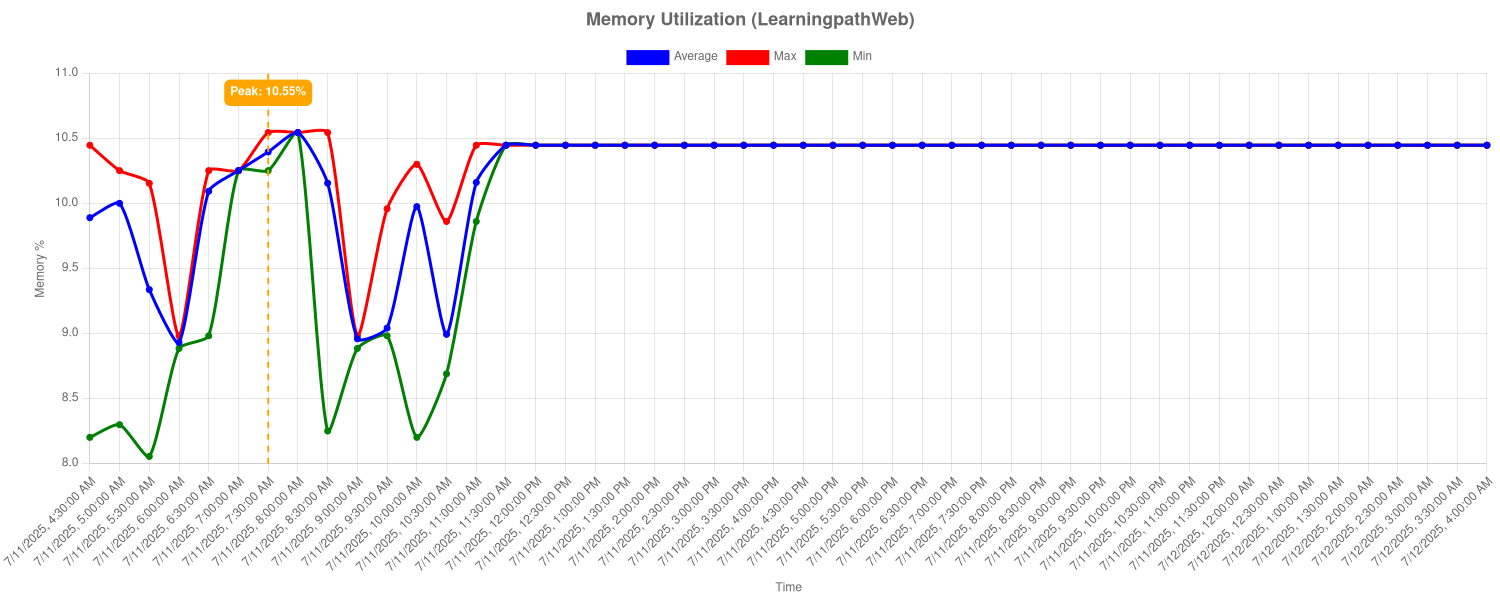 Memory Utilization (LearningpathWeb)
Average Max Min
11.0
Peak: 10.55%
10.5
10.0
9.5
9.0
8.5
8.0
Memory %
7/11/2025, 4:30:00 AM
7/11/2025, 5:00:00 AM
7/11/2025, 5:30:00 AM
7/11/2025, 6:00:00 AM
7/11/2025, 6:30:00 AM
7/11/2025, 7:00:00 AM
7/11/2025, 7:30:00 AM
7/11/2025, 8:00:00 AM
7/11/2025, 8:30:00 AM
7/11/2025, 9:00:00 AM
7/11/2025, 9:30:00 AM
7/11/2025, 10:00:00 AM
7/11/2025, 10:30:00 AM
7/11/2025, 11:00:00 AM
7/11/2025, 11:30:00 AM
7/11/2025, 12:00:00 PM
7/11/2025, 12:30:00 PM
7/11/2025, 1:00:00 PM
7/11/2025, 1:30:00 PM
7/11/2025, 2:00:00 PM
7/11/2025, 2:30:00 PM
7/11/2025, 3:00:00 PM
7/11/2025, 3:30:00 PM
7/11/2025, 4:00:00 PM
7/11/2025, 4:30:00 PM
7/11/2025, 5:00:00 PM
7/11/2025, 5:30:00 PM
7/11/2025, 6:00:00 PM
7/11/2025, 6:30:00 PM
7/11/2025, 7:00:00 PM
7/11/2025, 7:30:00 PM
7/11/2025, 8:00:00 PM
7/11/2025, 8:30:00 PM
7/11/2025, 9:00:00 PM
7/11/2025, 9:30:00 PM
7/11/2025, 10:00:00 PM
7/11/2025, 10:30:00 PM
7/11/2025, 11:00:00 PM
7/11/2025, 11:30:00 PM
7/12/2025, 12:00:00 AM
7/12/2025, 12:30:00 AM
7/12/2025, 1:00:00 AM
7/12/2025, 1:30:00 AM
7/12/2025, 2:00:00 AM
7/12/2025, 2:30:00 AM
7/12/2025, 3:00:00 AM
7/12/2025, 3:30:00 AM
7/12/2025, 4:00:00 AM
Time